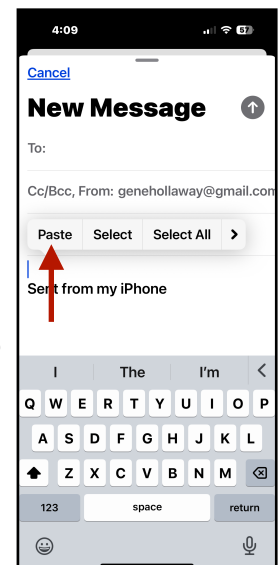 4:09 57
Cancel
New Message
To:
Cc/Bcc, From: genehollaway@gmail.com
Paste Select Select All >
Sent from my iPhone
I The I'm <
Q W E R T Y U I O P
A S D F G H J K L
Z X C V B N M
123 space return